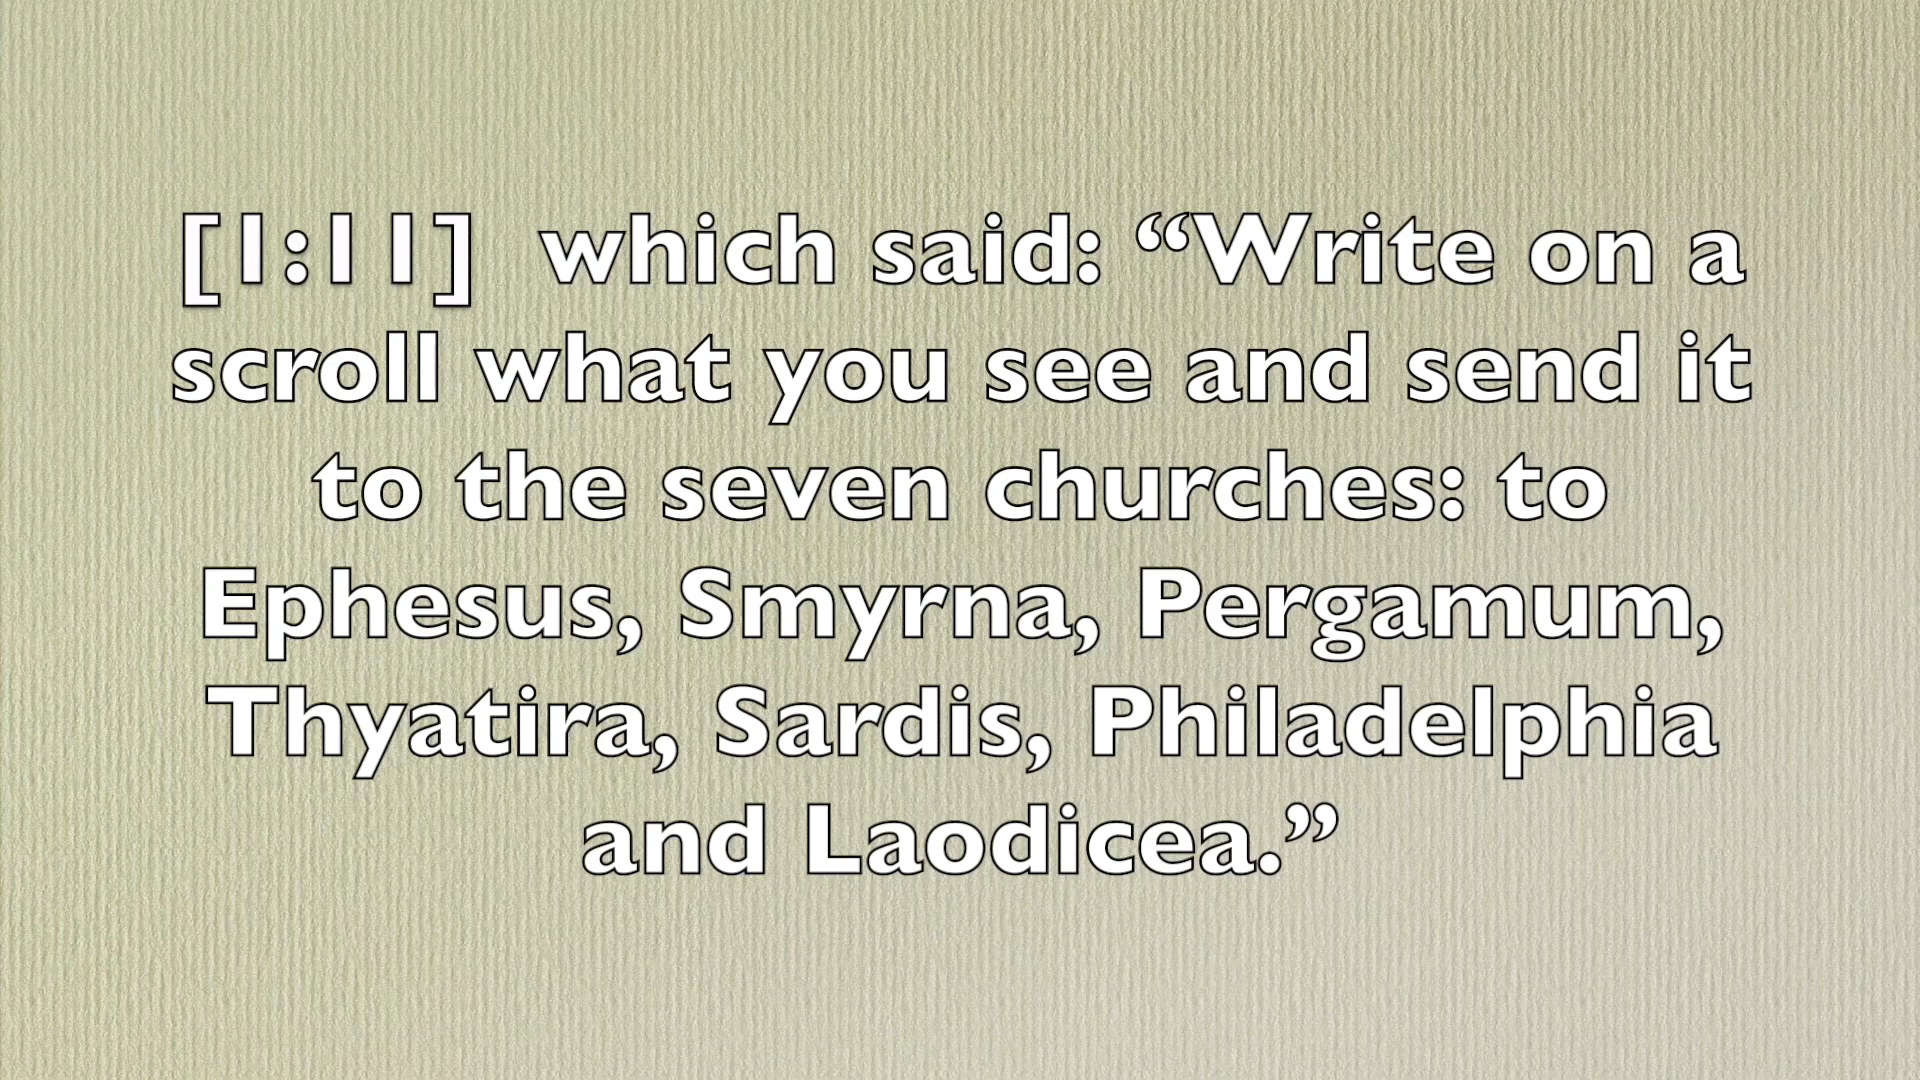 [1:11]  which said: “Write on a
scroll what you see and send it
to the seven churches: to
Ephesus, Smyrna, Pergamum,
Thyatira, Sardis, Philadelphia
and Laodicea.”